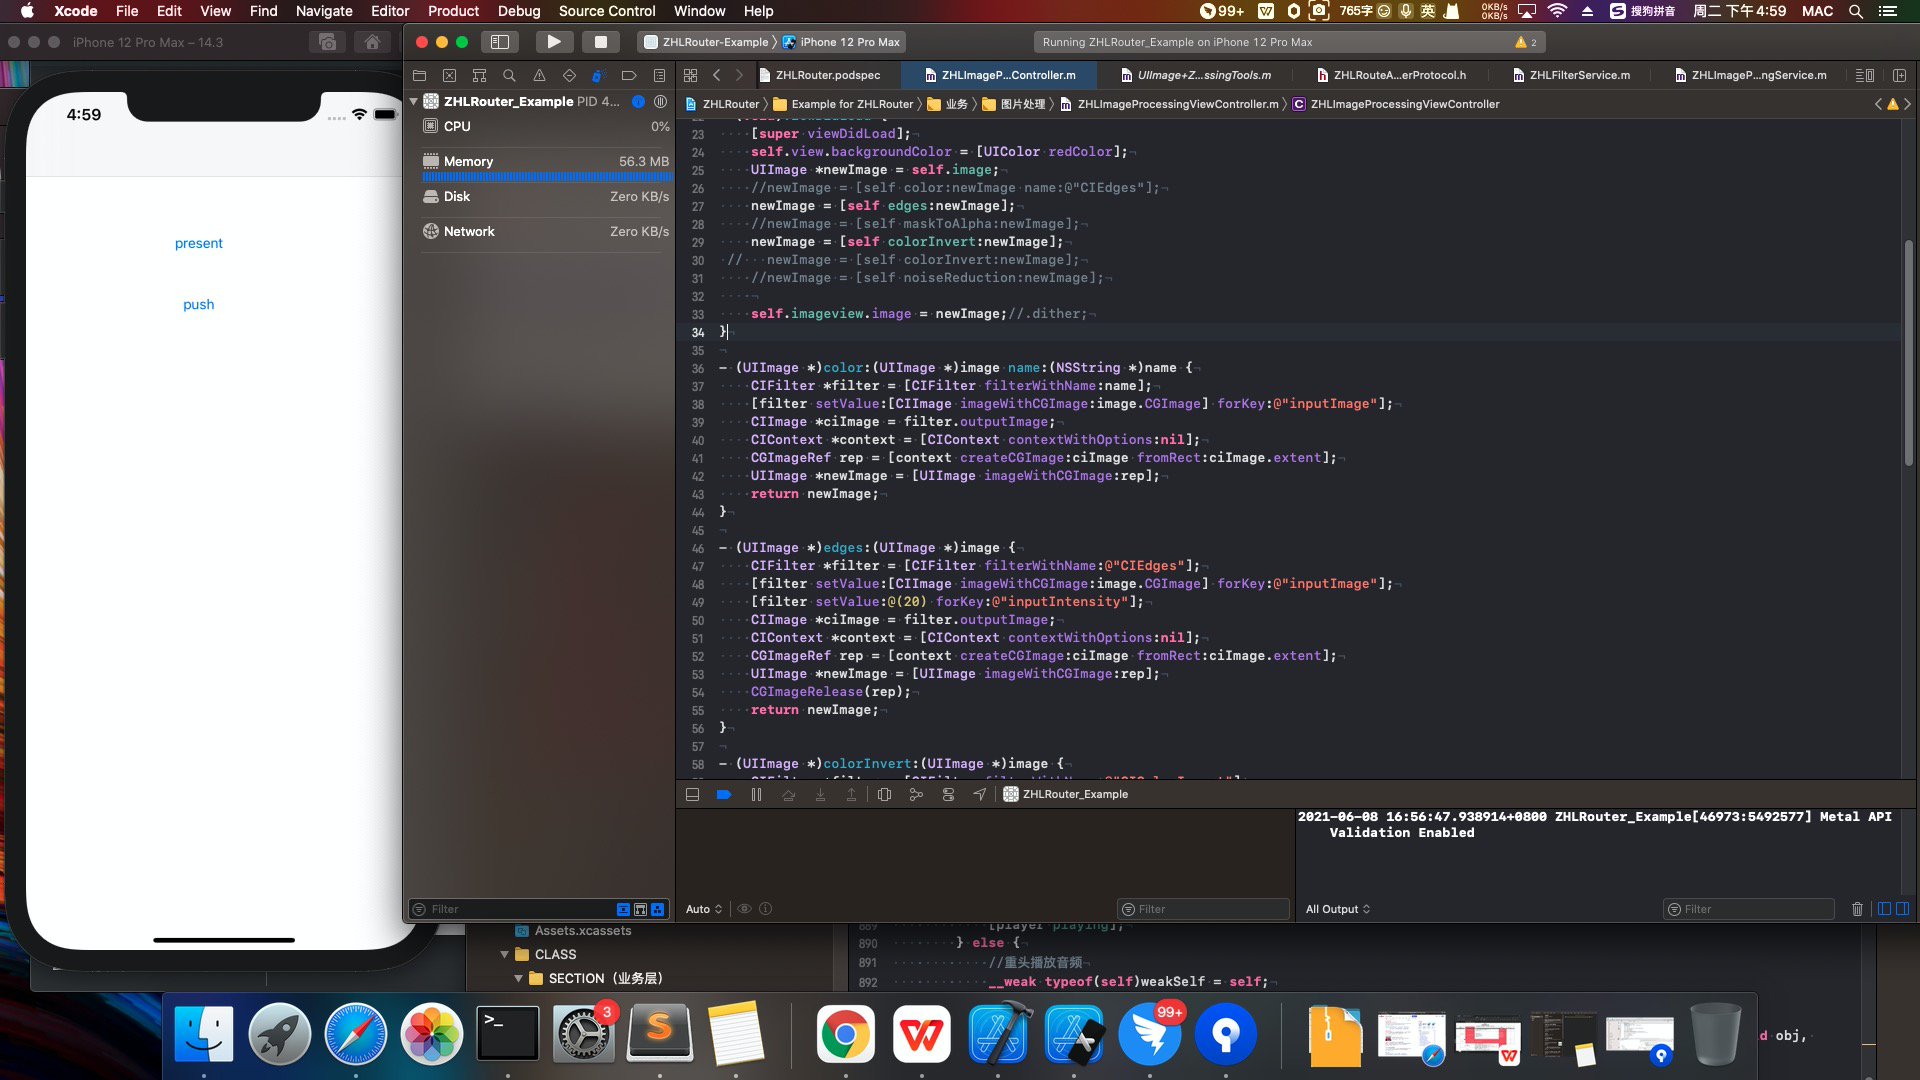 Xcode File Edit View Find Navigate Editor Product Debug Source Control Window Help
99+ 765字 英 0KB/s 0KB/s 搜狗拼音 周二 下午4:59 MAC
iPhone 12 Pro Max – 14.3
ZHLRouter-Example 〉 iPhone 12 Pro Max
Running ZHLRouter_Example on iPhone 12 Pro Max
2
ZHLRouter.podspec
ZHLImageP...Controller.m
UIImage+Z...ssingTools.m
ZHLRouteA...erProtocol.h
ZHLFilterService.m
ZHLImageP...ngService.m
ZHLRouter 〉 Example for ZHLRouter 〉 业务 〉 图片处理 〉 ZHLImageProcessingViewController.m 〉 ZHLImageProcessingViewController
4:59
present
push
ZHLRouter_Example PID 4...
CPU 0%
Memory 56.3 MB
Disk Zero KB/s
Network Zero KB/s
23 [super viewDidLoad];
24 self.view.backgroundColor = [UIColor redColor];
25 UIImage *newImage = self.image;
26 //newImage = [self color:newImage name:@"CIEdges"];
27 newImage = [self edges:newImage];
28 //newImage = [self maskToAlpha:newImage];
29 newImage = [self colorInvert:newImage];
30 // newImage = [self colorInvert:newImage];
31 //newImage = [self noiseReduction:newImage];
32
33 self.imageview.image = newImage;//.dither;
34 }
35
36 - (UIImage *)color:(UIImage *)image name:(NSString *)name {
37 CIFilter *filter = [CIFilter filterWithName:name];
38 [filter setValue:[CIImage imageWithCGImage:image.CGImage] forKey:@"inputImage"];
39 CIImage *ciImage = filter.outputImage;
40 CIContext *context = [CIContext contextWithOptions:nil];
41 CGImageRef rep = [context createCGImage:ciImage fromRect:ciImage.extent];
42 UIImage *newImage = [UIImage imageWithCGImage:rep];
43 return newImage;
44 }
45
46 - (UIImage *)edges:(UIImage *)image {
47 CIFilter *filter = [CIFilter filterWithName:@"CIEdges"];
48 [filter setValue:[CIImage imageWithCGImage:image.CGImage] forKey:@"inputImage"];
49 [filter setValue:@(20) forKey:@"inputIntensity"];
50 CIImage *ciImage = filter.outputImage;
51 CIContext *context = [CIContext contextWithOptions:nil];
52 CGImageRef rep = [context createCGImage:ciImage fromRect:ciImage.extent];
53 UIImage *newImage = [UIImage imageWithCGImage:rep];
54 CGImageRelease(rep);
55 return newImage;
56 }
57
58 - (UIImage *)colorInvert:(UIImage *)image {
ZHLRouter_Example
2021-06-08 16:56:47.938914+0800 ZHLRouter_Example[46973:5492577] Metal API
Validation Enabled
Filter
Auto
Filter
All Output
Filter
Assets.xcassets
CLASS
SECTION（业务层）
890 } else {
891 //重头播放音频
892 __weak typeof(self)weakSelf = self;
d obj,
3
99+